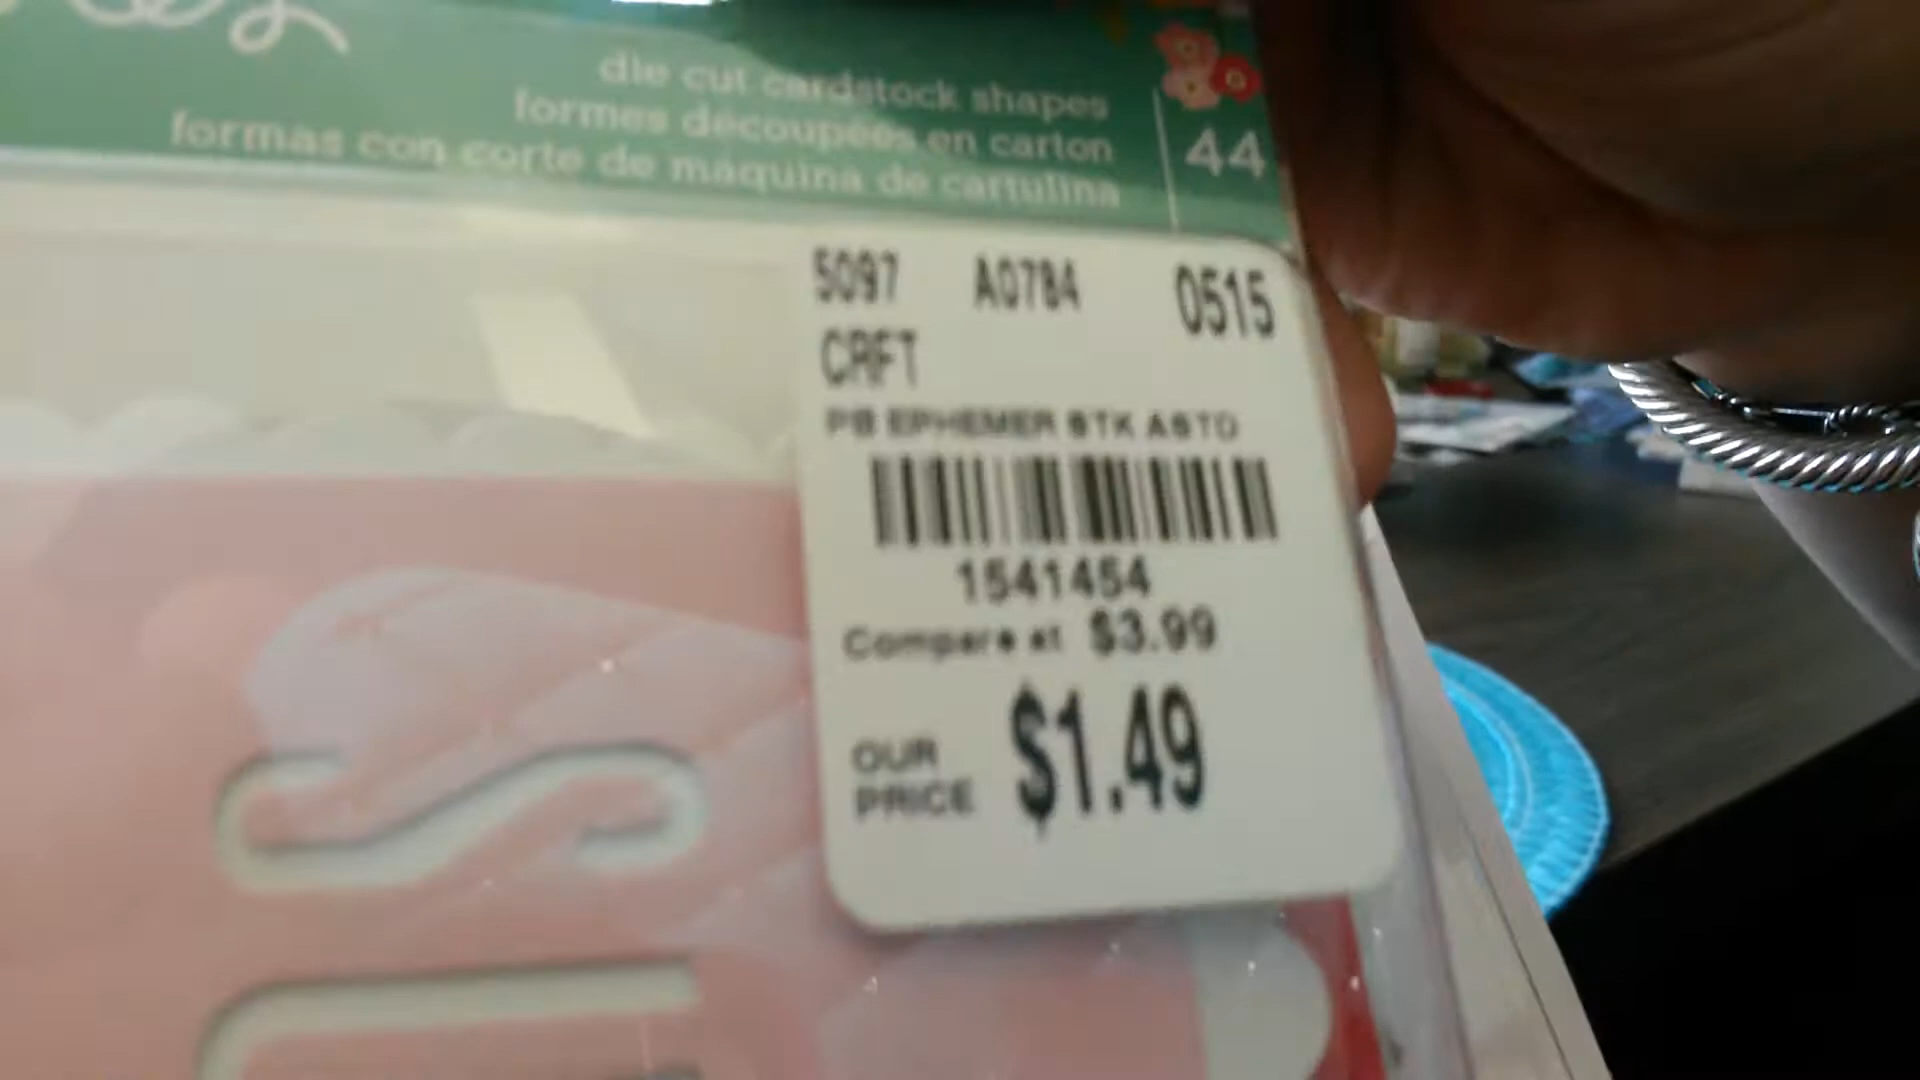 die cut cardstock shapes
formes découpées en carton
formas con corte de máquina de cartulina
44
5097 A0784 0515
CRFT
PB EPHEMER STK ASTD
1541454
Compare at $3.99
OUR PRICE $1.49